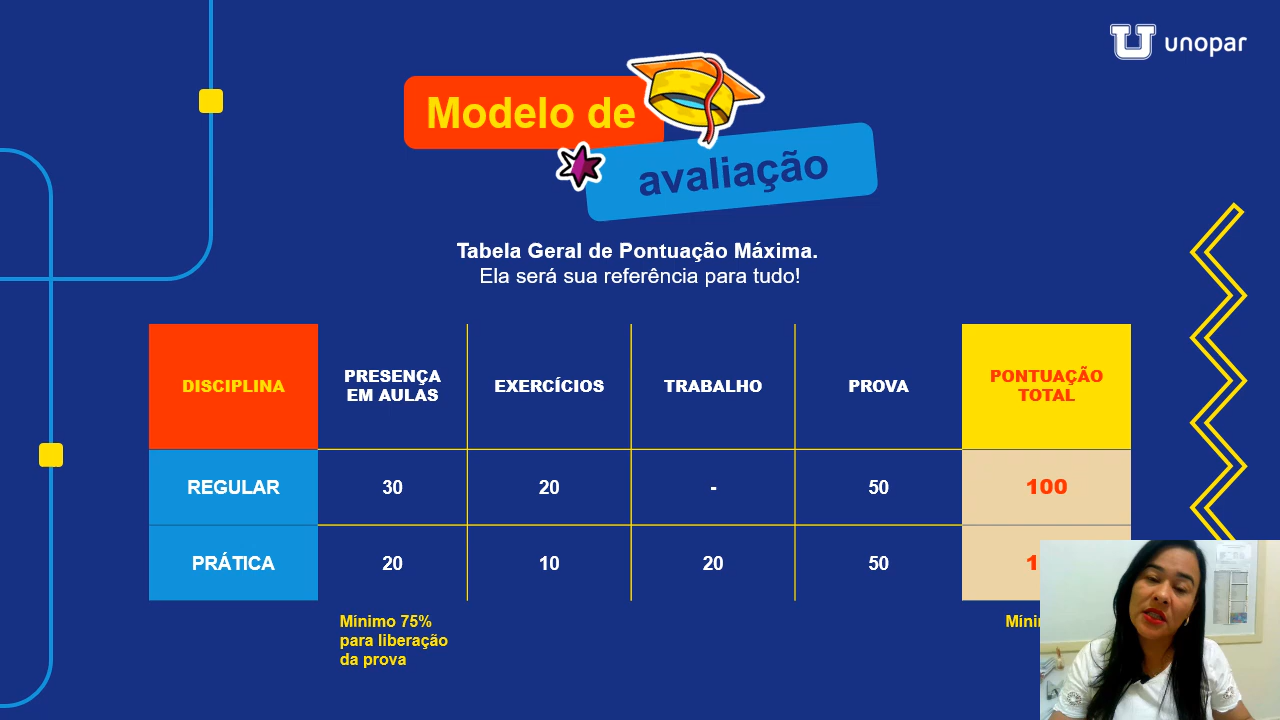 unopar
Modelo de
avaliação
Tabela Geral de Pontuação Máxima.
Ela será sua referência para tudo!
DISCIPLINA
PRESENÇA
EM AULAS
EXERCÍCIOS
TRABALHO
PROVA
PONTUAÇÃO
TOTAL
REGULAR
30
20
-
50
100
PRÁTICA
20
10
20
50
Mínimo 75%
para liberação
da prova